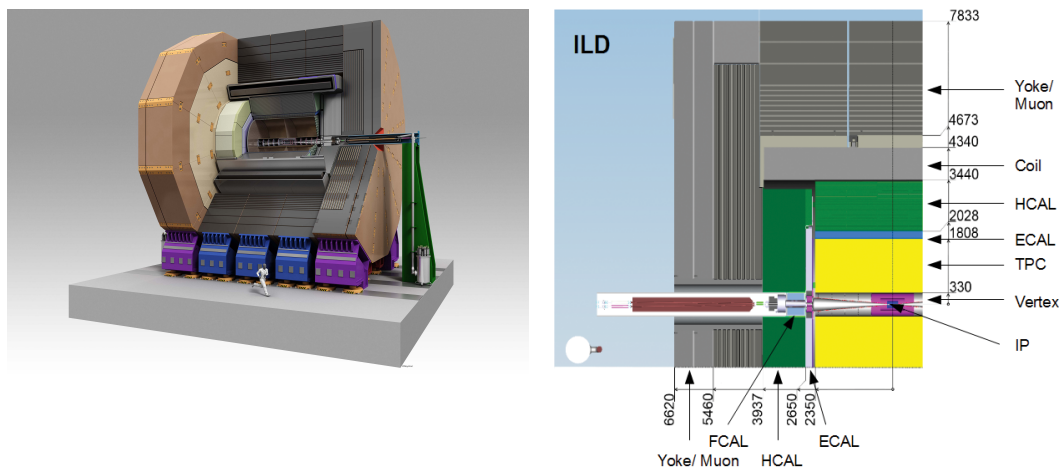 ILD
7833
Yoke/
Muon
4673
4340
Coil
3440
HCAL
2028
1808
ECAL
TPC
330
Vertex
IP
6620
5460
3937
2650
2350
FCAL
ECAL
Yoke/ Muon
HCAL